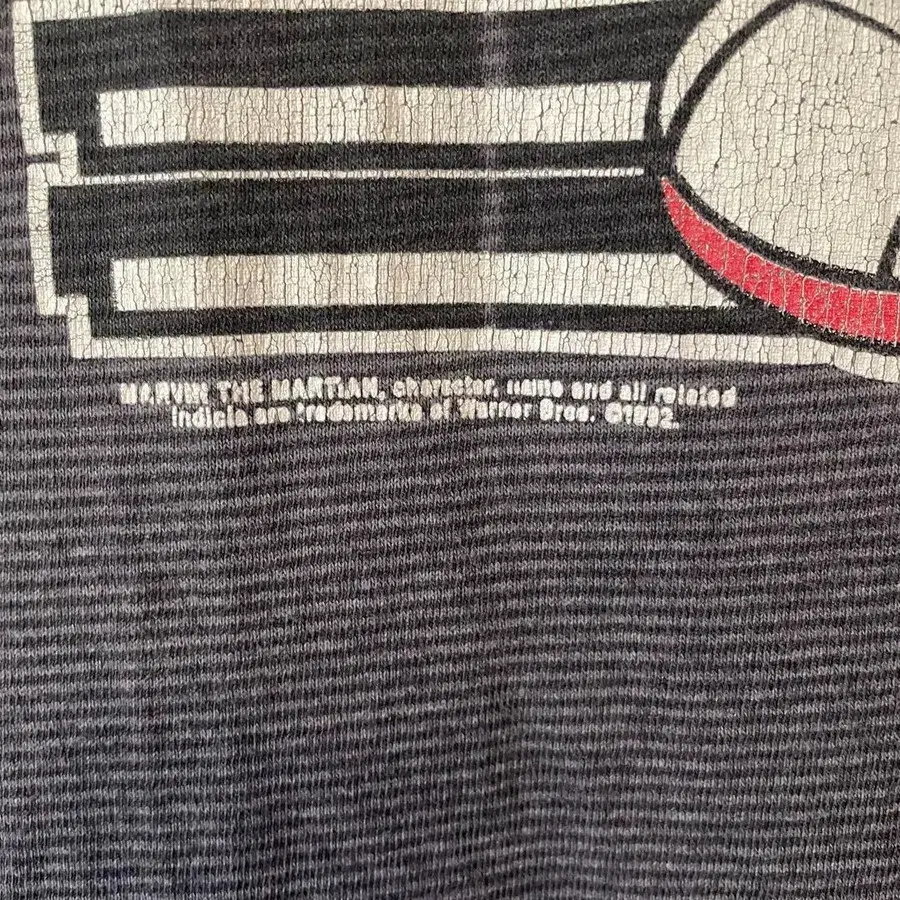 MARVIN THE MARTIAN, character, name and all related
indicia are trademarks of Warner Bros. ©1992.